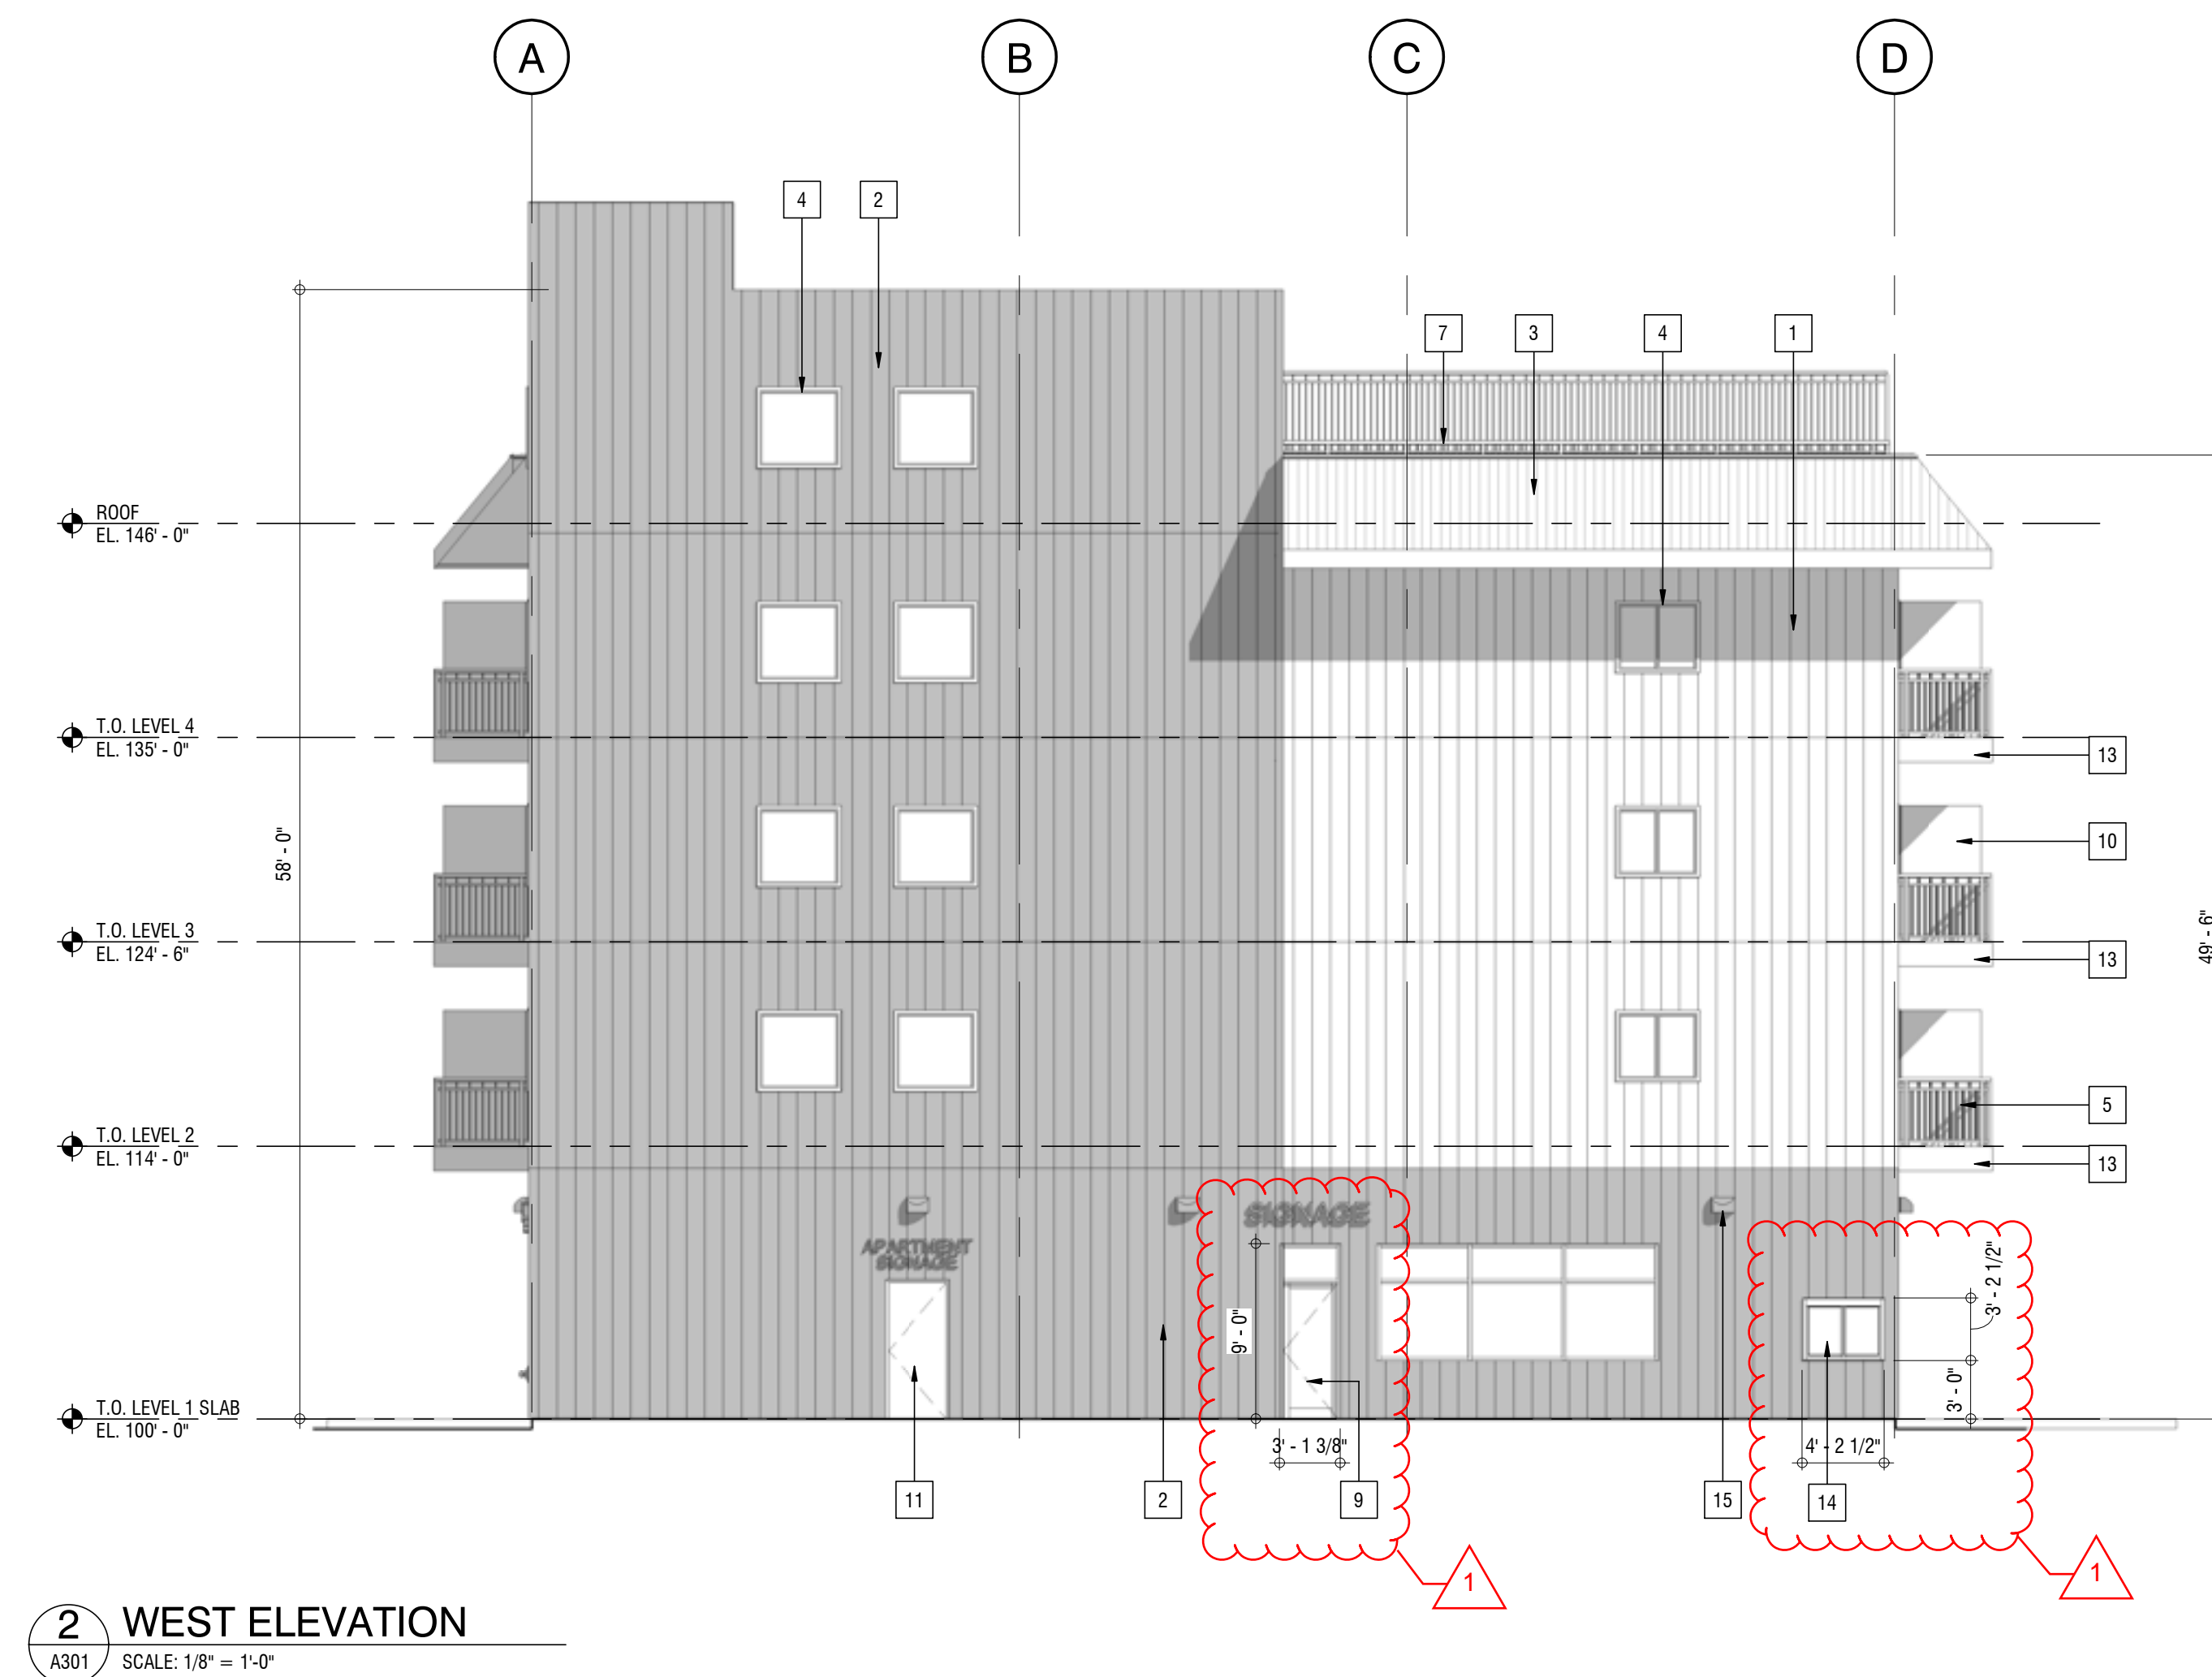 A
B
C
D
4
2
7
3
4
1
ROOF
EL. 146' - 0"
T.O. LEVEL 4
EL. 135' - 0"
13
58' - 0"
10
T.O. LEVEL 3
EL. 124' - 6"
49' - 6"
13
5
T.O. LEVEL 2
EL. 114' - 0"
13
SIGNAGE
APARTMENT
SIGNAGE
3' - 2 1/2"
9' - 0"
3' - 0"
T.O. LEVEL 1 SLAB
EL. 100' - 0"
3' - 1 3/8"
4' - 2 1/2"
11
2
9
15
14
1
1
2
WEST ELEVATION
A301
SCALE: 1/8" = 1'-0"